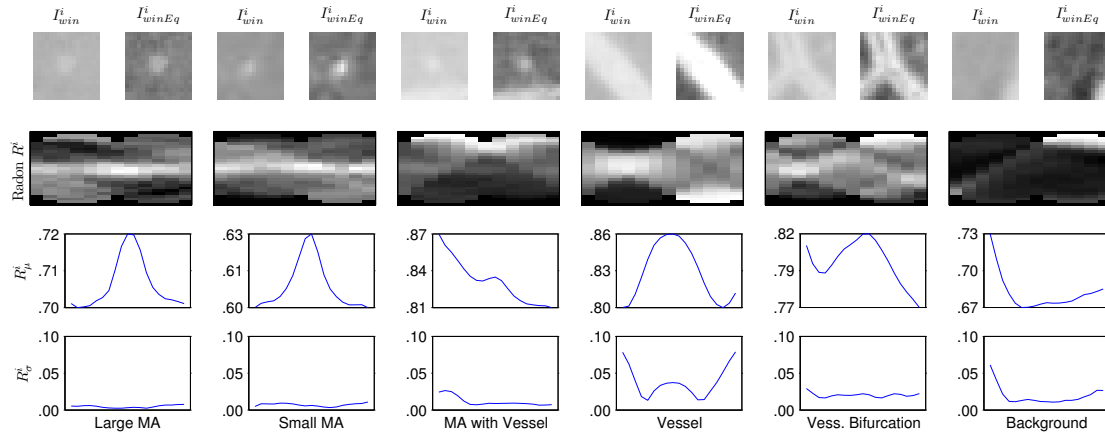 I^i_win I^i_winEq I^i_win I^i_winEq I^i_win I^i_winEq I^i_win I^i_winEq I^i_win I^i_winEq I^i_win I^i_winEq
Radon R^i
R^i_μ
.72 .63 .87 .86 .82 .73
.71 .61 .84 .83 .79 .70
.70 .60 .81 .80 .77 .67
R^i_σ
.10 .10 .10 .10 .10 .10
.05 .05 .05 .05 .05 .05
.00 .00 .00 .00 .00 .00
Large MA Small MA MA with Vessel Vessel Vess. Bifurcation Background